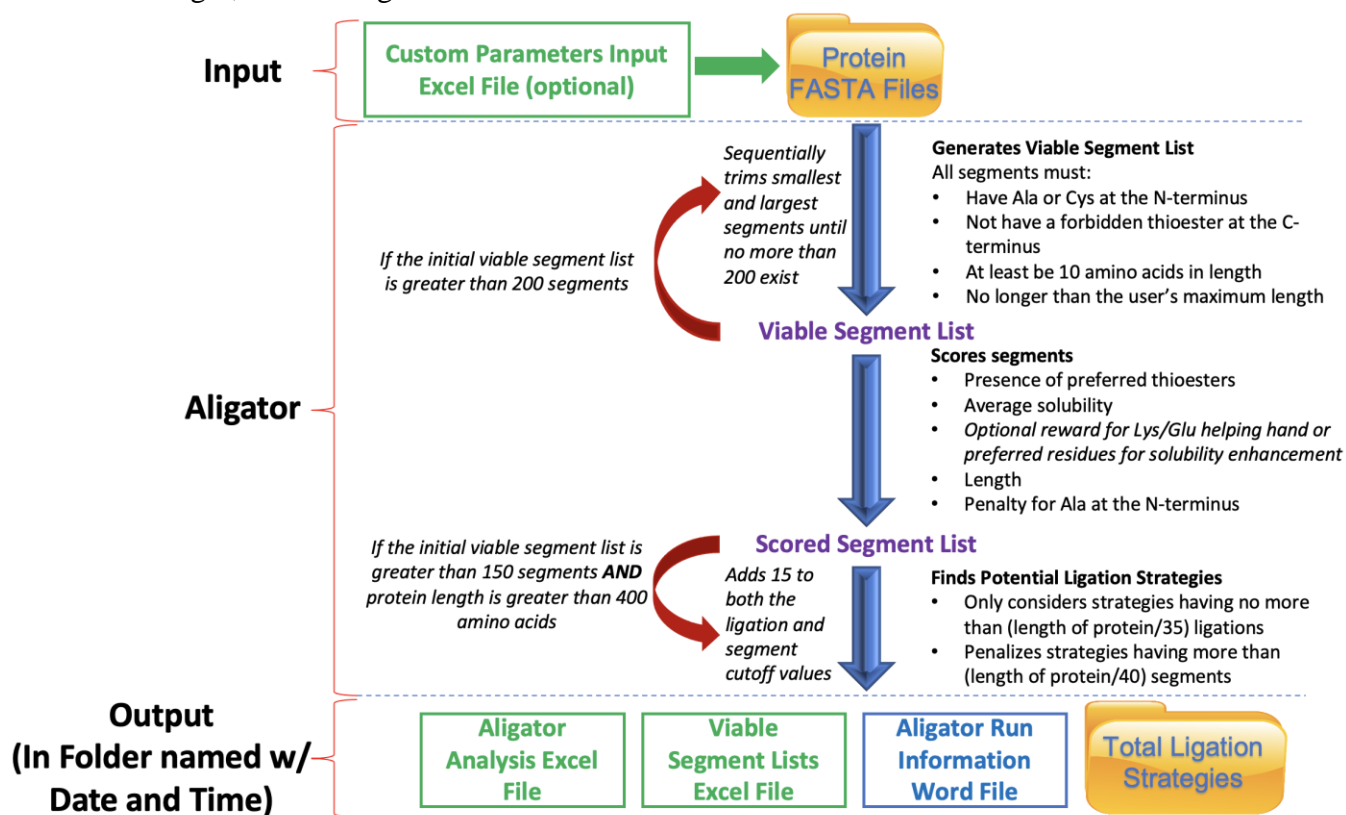 Input
Custom Parameters Input
Excel File (optional)
Protein
FASTA Files
Aligator
If the initial viable segment list
is greater than 200 segments
Sequentially
trims smallest
and largest
segments until
no more than
200 exist
Generates Viable Segment List
All segments must:
• Have Ala or Cys at the N-terminus
• Not have a forbidden thioester at the C-
terminus
• At least be 10 amino acids in length
• No longer than the user's maximum length
Viable Segment List
Scores segments
• Presence of preferred thioesters
• Average solubility
• Optional reward for Lys/Glu helping hand or
preferred residues for solubility enhancement
• Length
• Penalty for Ala at the N-terminus
Scored Segment List
If the initial viable segment list is
greater than 150 segments AND
protein length is greater than 400
amino acids
Adds 15 to
both the
ligation and
segment
cutoff values
Finds Potential Ligation Strategies
• Only considers strategies having no more
than (length of protein/35) ligations
• Penalizes strategies having more than
(length of protein/40) segments
Output
(In Folder named w/
Date and Time)
Aligator
Analysis Excel
File
Viable
Segment Lists
Excel File
Aligator Run
Information
Word File
Total Ligation
Strategies